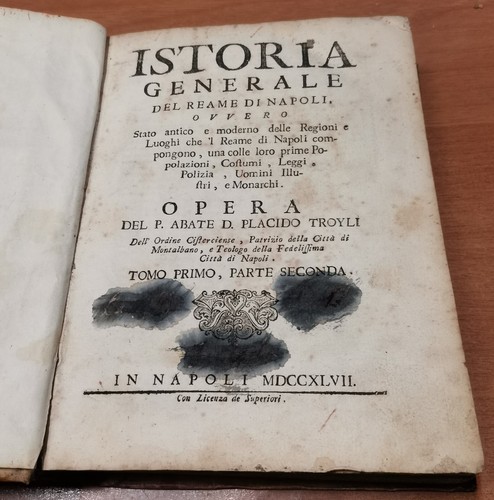 ISTORIA
GENERALE
DEL REAME DI NAPOLI.
OVVERO
Stato antico e moderno delle Regioni e
Luoghi che 'l Reame di Napoli com-
pongono, una colle loro prime Po-
polazioni, Costumi, Leggi,
Polizia, Uomini Illu-
stri, e Monarchi.
OPERA
DEL P. ABATE D. PLACIDO TROYLI
Dell' Ordine Cisterciense, Patrizio della Città di
Montalbano, e Teologo della Fedelissima
Città di Napoli.
TOMO PRIMO, PARTE SECONDA.
IN NAPOLI MDCCXLVII.
Con Licenza de' Superiori.